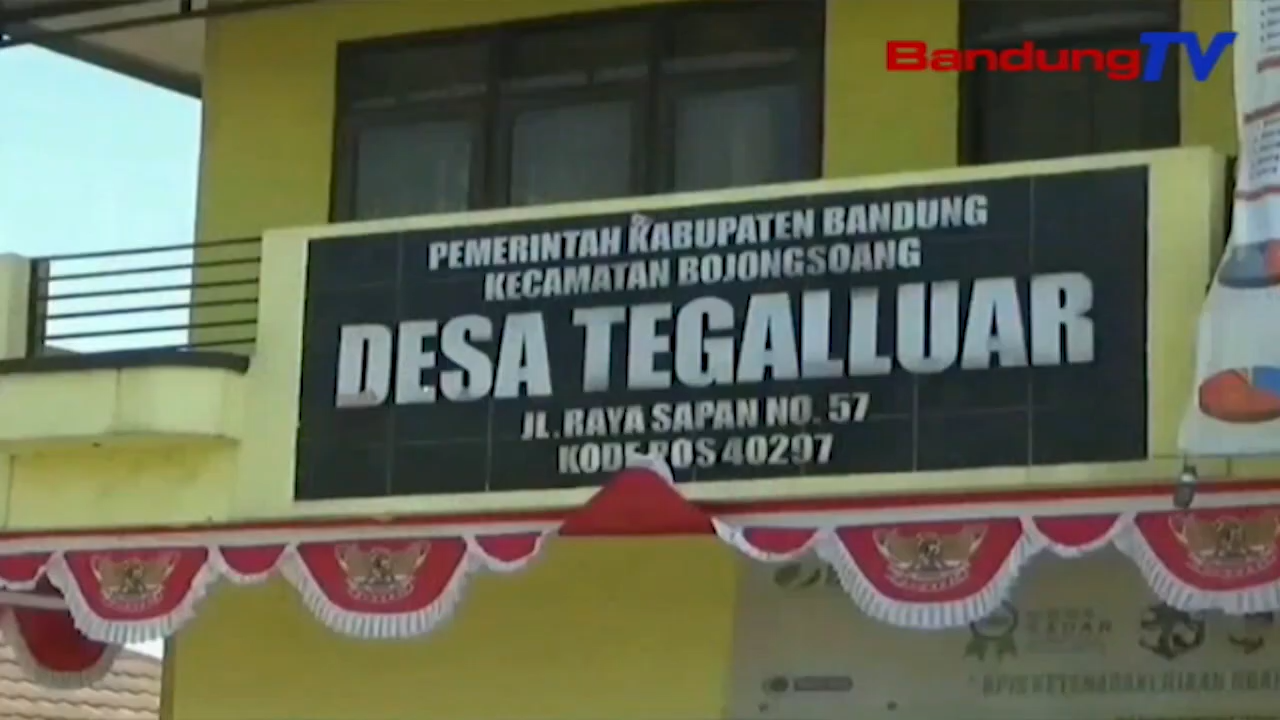 BandungTV
PEMERINTAH KABUPATEN BANDUNG
KECAMATAN BOJONGSOANG
DESA TEGALLUAR
JL. RAYA SAPAN NO. 57
KODE POS 40297